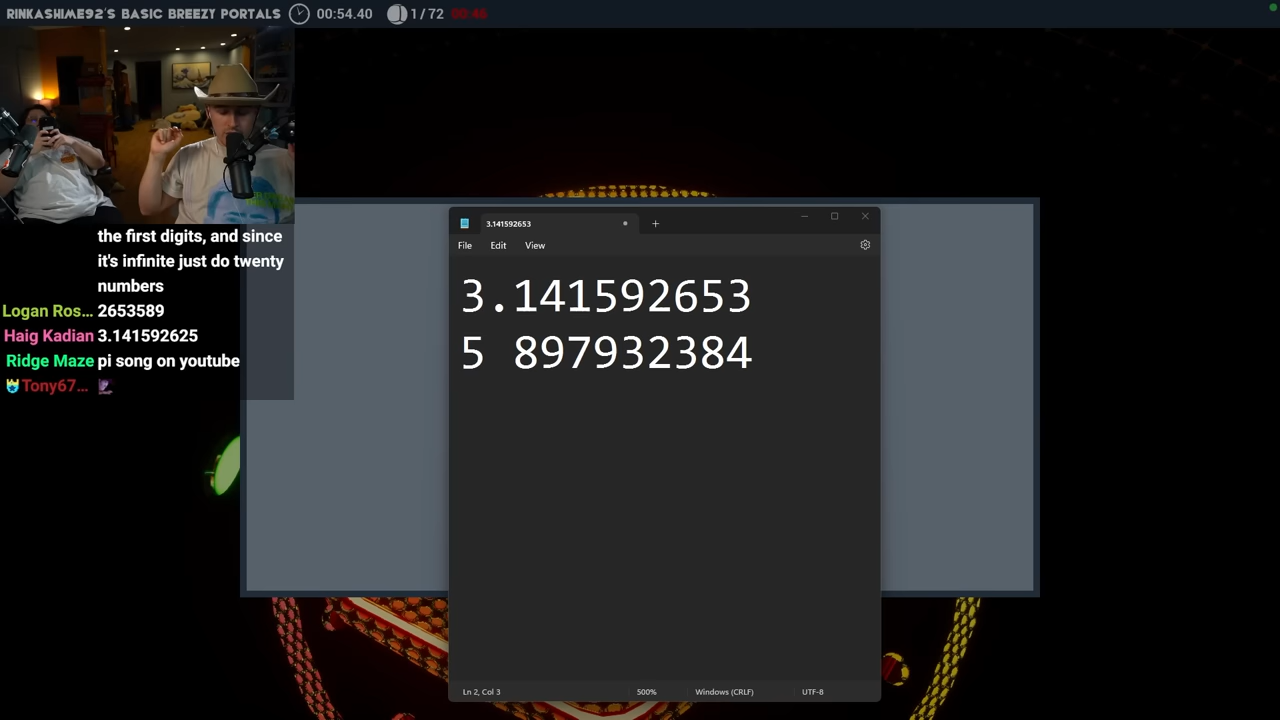 RINKASHIME92'S BASIC BREEZY PORTALS 00:54.40 1 / 72 00:46
3.141592653
File Edit View
3.141592653
5 897932384
the first digits, and since
it's infinite just do twenty
numbers
Logan Ros... 2653589
Haig Kadian 3.141592625
Ridge Maze pi song on youtube
Tony67...
Ln 2, Col 3 500% Windows (CRLF) UTF-8